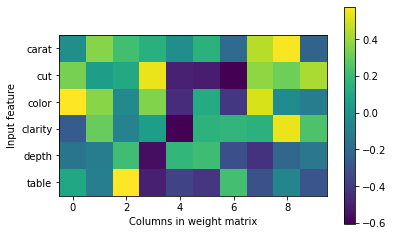 carat
cut
color
clarity
depth
table
Input feature
0 2 4 6 8
Columns in weight matrix
0.4
0.2
0.0
−0.2
−0.4
−0.6